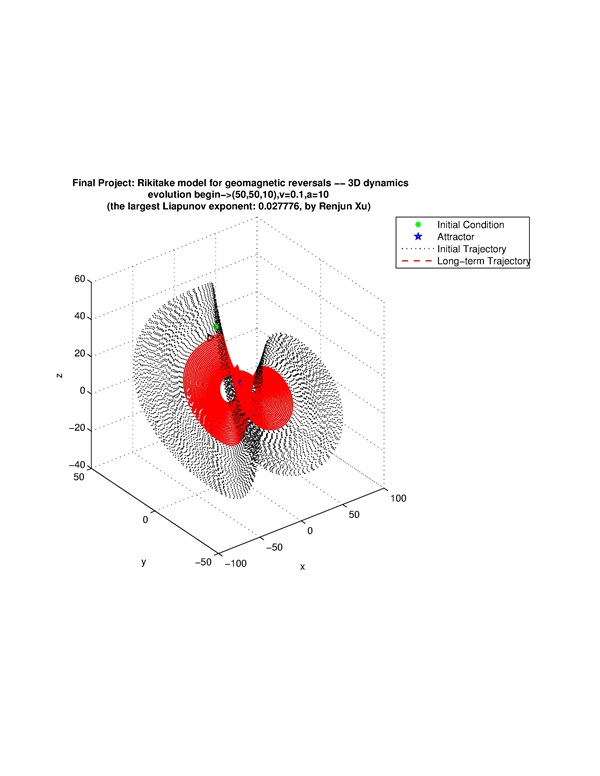 Final Project: Rikitake model for geomagnetic reversals −− 3D dynamics
evolution begin−>(50,50,10),v=0.1,a=10
(the largest Liapunov exponent: 0.027776, by Renjun Xu)
Initial Condition
Attractor
Initial Trajectory
Long−term Trajectory
60
40
20
0
−20
−40
z
50
0
−50
y
−100
−50
0
50
100
x